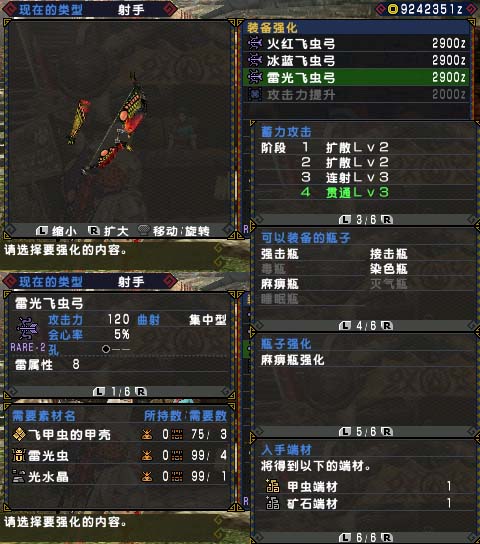 现在的类型 射手
L 缩小 R 扩大 移动/旋转
请选择要强化的内容。
9242351z
装备强化
火红飞虫弓 2900z
冰蓝飞虫弓 2900z
雷光飞虫弓 2900z
攻击力提升 2000z
蓄力攻击
阶段 1 扩散Lv2
2 扩散Lv2
3 连射Lv3
4 贯通Lv3
L 3/6 R
可以装备的瓶子
强击瓶 接击瓶
毒瓶 染色瓶
麻痹瓶 灭气瓶
睡眠瓶
L 4/6 R
现在的类型 射手
雷光飞虫弓
攻击力 120 曲射 集中型
会心率 5%
RARE-2 孔 ●――
雷属性 8
L 1/6 R
需要素材名 所持数/需要数
飞甲虫的甲壳 0 75/ 3
雷光虫 0 99/ 4
光水晶 0 99/ 1
请选择要强化的内容。
瓶子强化
麻痹瓶强化
L 5/6 R
入手端材
将得到以下的端材。
甲虫端材 1
矿石端材 1
L 6/6 R